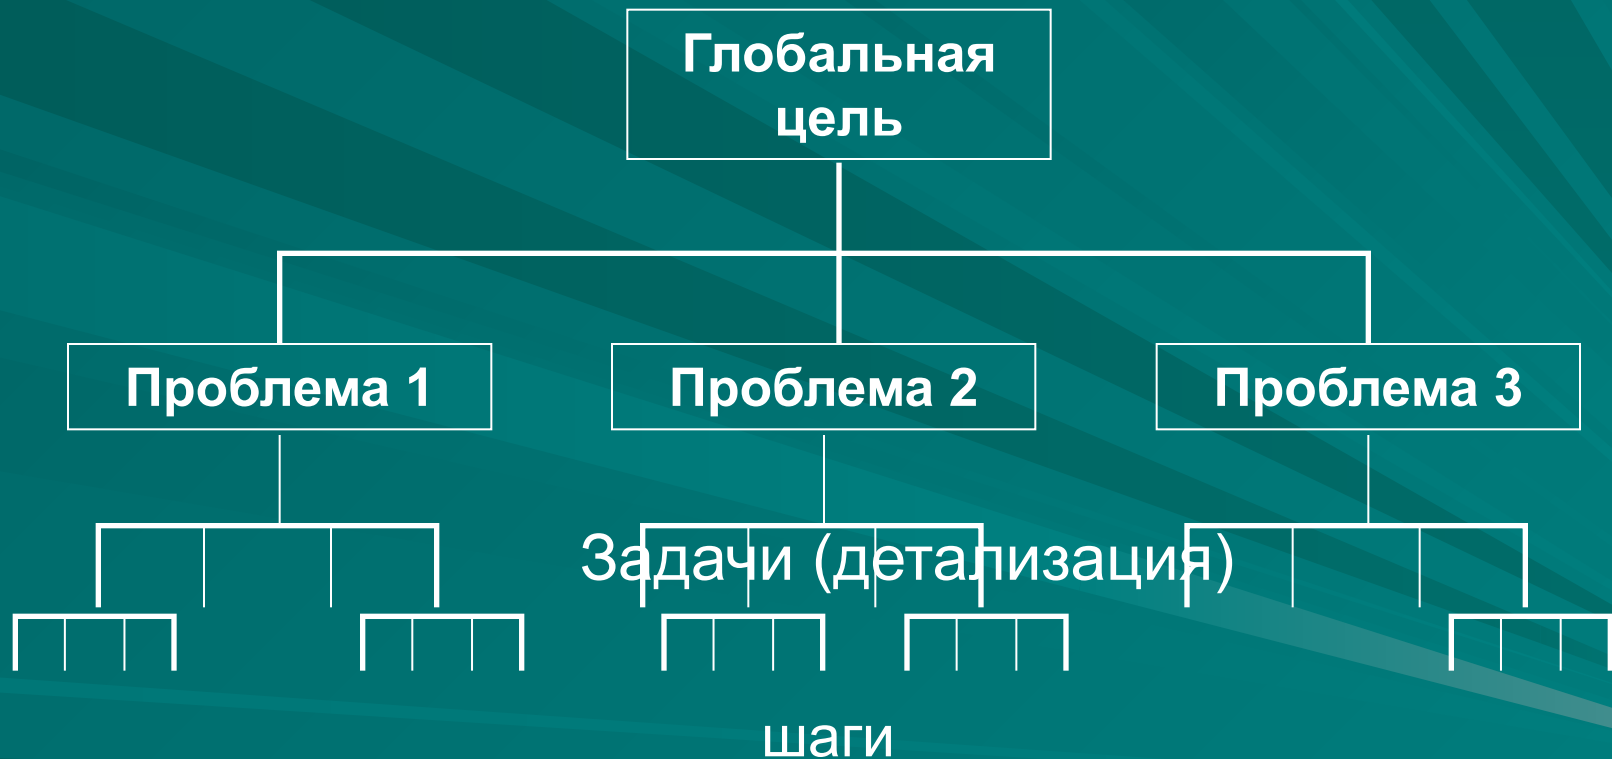 Глобальная
цель
Проблема 1
Проблема 2
Проблема 3
Задачи (детализация)
шаги